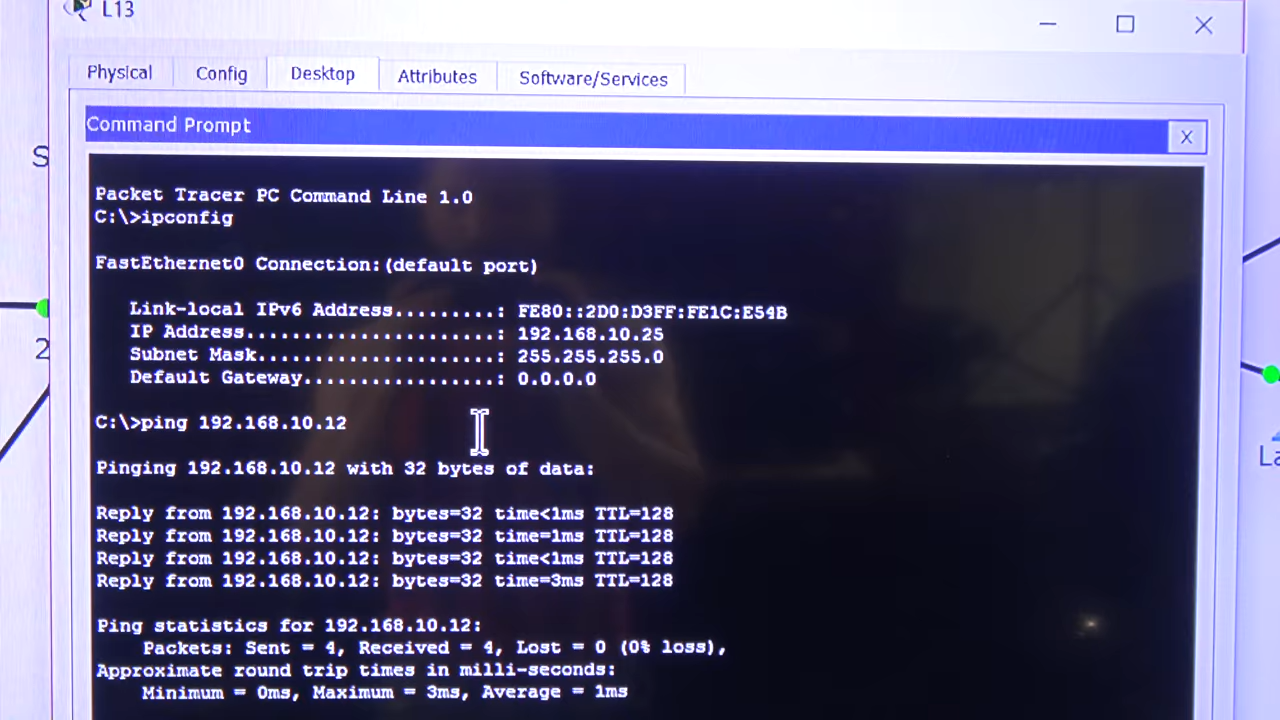 L13
Physical Config Desktop Attributes Software/Services
Command Prompt X
S
Packet Tracer PC Command Line 1.0
C:\>ipconfig
FastEthernet0 Connection:(default port)
Link-local IPv6 Address.........: FE80::2D0:D3FF:FE1C:E54B
IP Address......................: 192.168.10.25
Subnet Mask.....................: 255.255.255.0
2
Default Gateway.................: 0.0.0.0
C:\>ping 192.168.10.12
La
Pinging 192.168.10.12 with 32 bytes of data:
Reply from 192.168.10.12: bytes=32 time<1ms TTL=128
Reply from 192.168.10.12: bytes=32 time=1ms TTL=128
Reply from 192.168.10.12: bytes=32 time<1ms TTL=128
Reply from 192.168.10.12: bytes=32 time=3ms TTL=128
Ping statistics for 192.168.10.12:
Packets: Sent = 4, Received = 4, Lost = 0 (0% loss),
Approximate round trip times in milli-seconds:
Minimum = 0ms, Maximum = 3ms, Average = 1ms